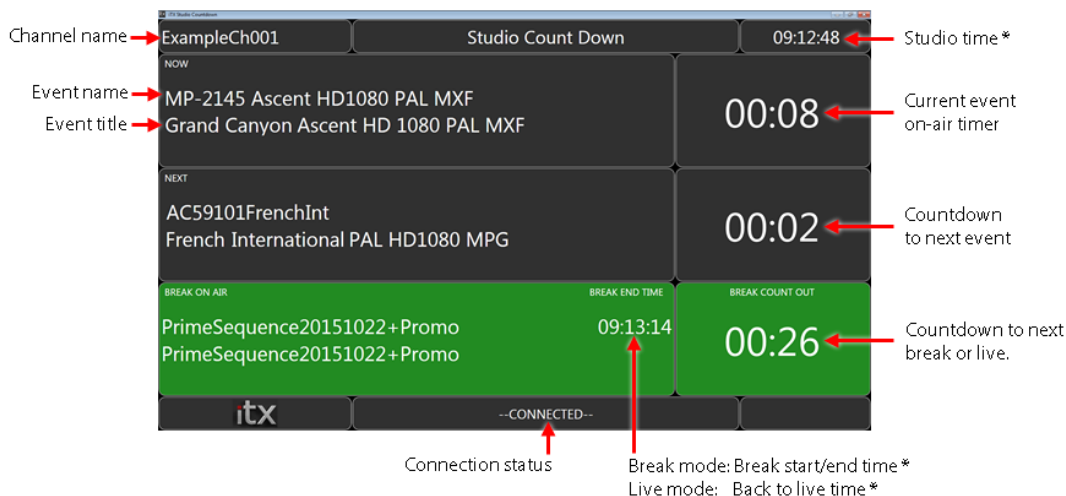 iTX Studio Countdown
Channel name
ExampleCh001
Studio Count Down
09:12:48
Studio time*
NOW
Event name
MP-2145 Ascent HD1080 PAL MXF
Event title
Grand Canyon Ascent HD 1080 PAL MXF
00:08
Current event
on-air timer
NEXT
AC59101FrenchInt
French International PAL HD1080 MPG
00:02
Countdown
to next event
BREAK ON AIR
BREAK END TIME
BREAK COUNT OUT
PrimeSequence20151022+Promo
09:13:14
PrimeSequence20151022+Promo
00:26
Countdown to next
break or live.
itx
--CONNECTED--
Connection status
Break mode: Break start/end time*
Live mode: Back to live time*